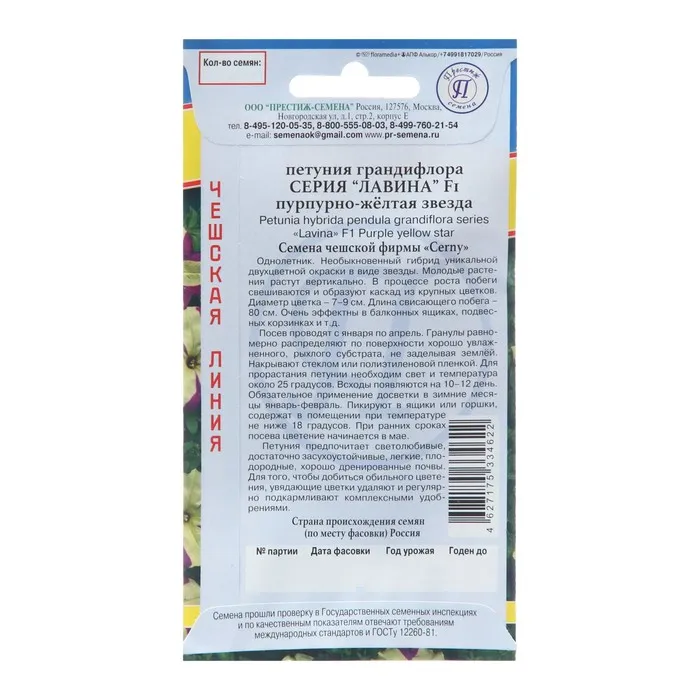 © floramedia+ АПФ Алькор/+74991817029/Россия
Кол-во семян:
Престиж
П
семена
ООО "ПРЕСТИЖ-СЕМЕНА" Россия, 127576, Москва,
Новгородская ул, д.1, стр.2, корпус Е
тел. 8-495-120-05-35, 8-800-555-08-03, 8-499-760-21-54
e-mail: semenaok@gmail.com www.pr-semena.ru
петуния грандифлора
СЕРИЯ "ЛАВИНА" F1
пурпурно-жёлтая звезда
Petunia hybrida pendula grandiflora series
«Lavina» F1 Purple yellow star
Семена чешской фирмы «Cerny»
Однолетник. Необыкновенный гибрид уникальной
двухцветной окраски в виде звезды. Молодые расте-
ния растут вертикально. В процессе роста побеги
свешиваются и образуют каскад из крупных цветков.
Диаметр цветка – 7–9 см. Длина свисающего побега –
80 см. Очень эффектны в балконных ящиках, подвес-
ных корзинках и т.д.
Посев проводят с января по апрель. Гранулы равно-
мерно распределяют по поверхности хорошо увлаж-
ненного, рыхлого субстрата, не заделывая землёй.
Накрывают стеклом или полиэтиленовой пленкой. Для
прорастания петунии необходим свет и температура
около 25 градусов. Всходы появляются на 10–12 день.
Обязательное применение досветки в зимние меся-
цы январь-февраль. Пикируют в ящики или горшки,
содержат в помещении при температуре
не ниже 18 градусов. При ранних сроках
посева цветение начинается в мае.
Петуния предпочитает светолюбивые,
достаточно засухоустойчивые, легкие, пло-
дородные, хорошо дренированные почвы.
Для того, чтобы добиться обильного цвете-
ния, увядающие цветки удаляют и регуляр-
но подкармливают комплексными удоб-
рениями.
Страна происхождения семян
(по месту фасовки) Россия
№ партии Дата фасовки Год урожая Годен до
Семена прошли проверку в Государственных семенных инспекциях
и по качественным показателям отвечают требованиям
международных стандартов и ГОСТу 12260-81.
ЧЕШСКАЯ ЛИНИЯ
4 627175 334622